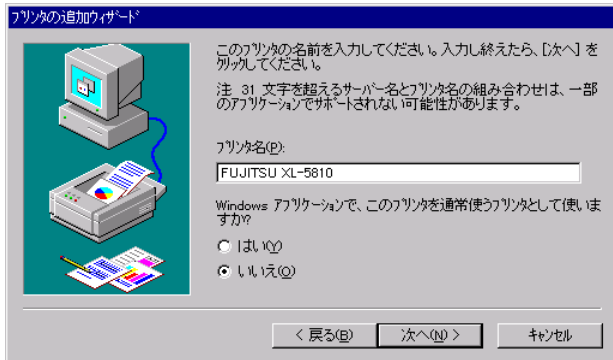 プリンタの追加ウィザード
このプリンタの名前を入力してください。入力し終えたら、[次へ] を
クリックしてください。
注 31 文字を超えるサーバー名とプリンタ名の組み合わせは、一部
のアプリケーションでサポートされない可能性があります。
プリンタ名(P):
FUJITSU XL-5810
Windows アプリケーションで、このプリンタを通常使うプリンタとして使いま
すか?
はい(Y)
いいえ(O)
< 戻る(B)
次へ(N) >
キャンセル